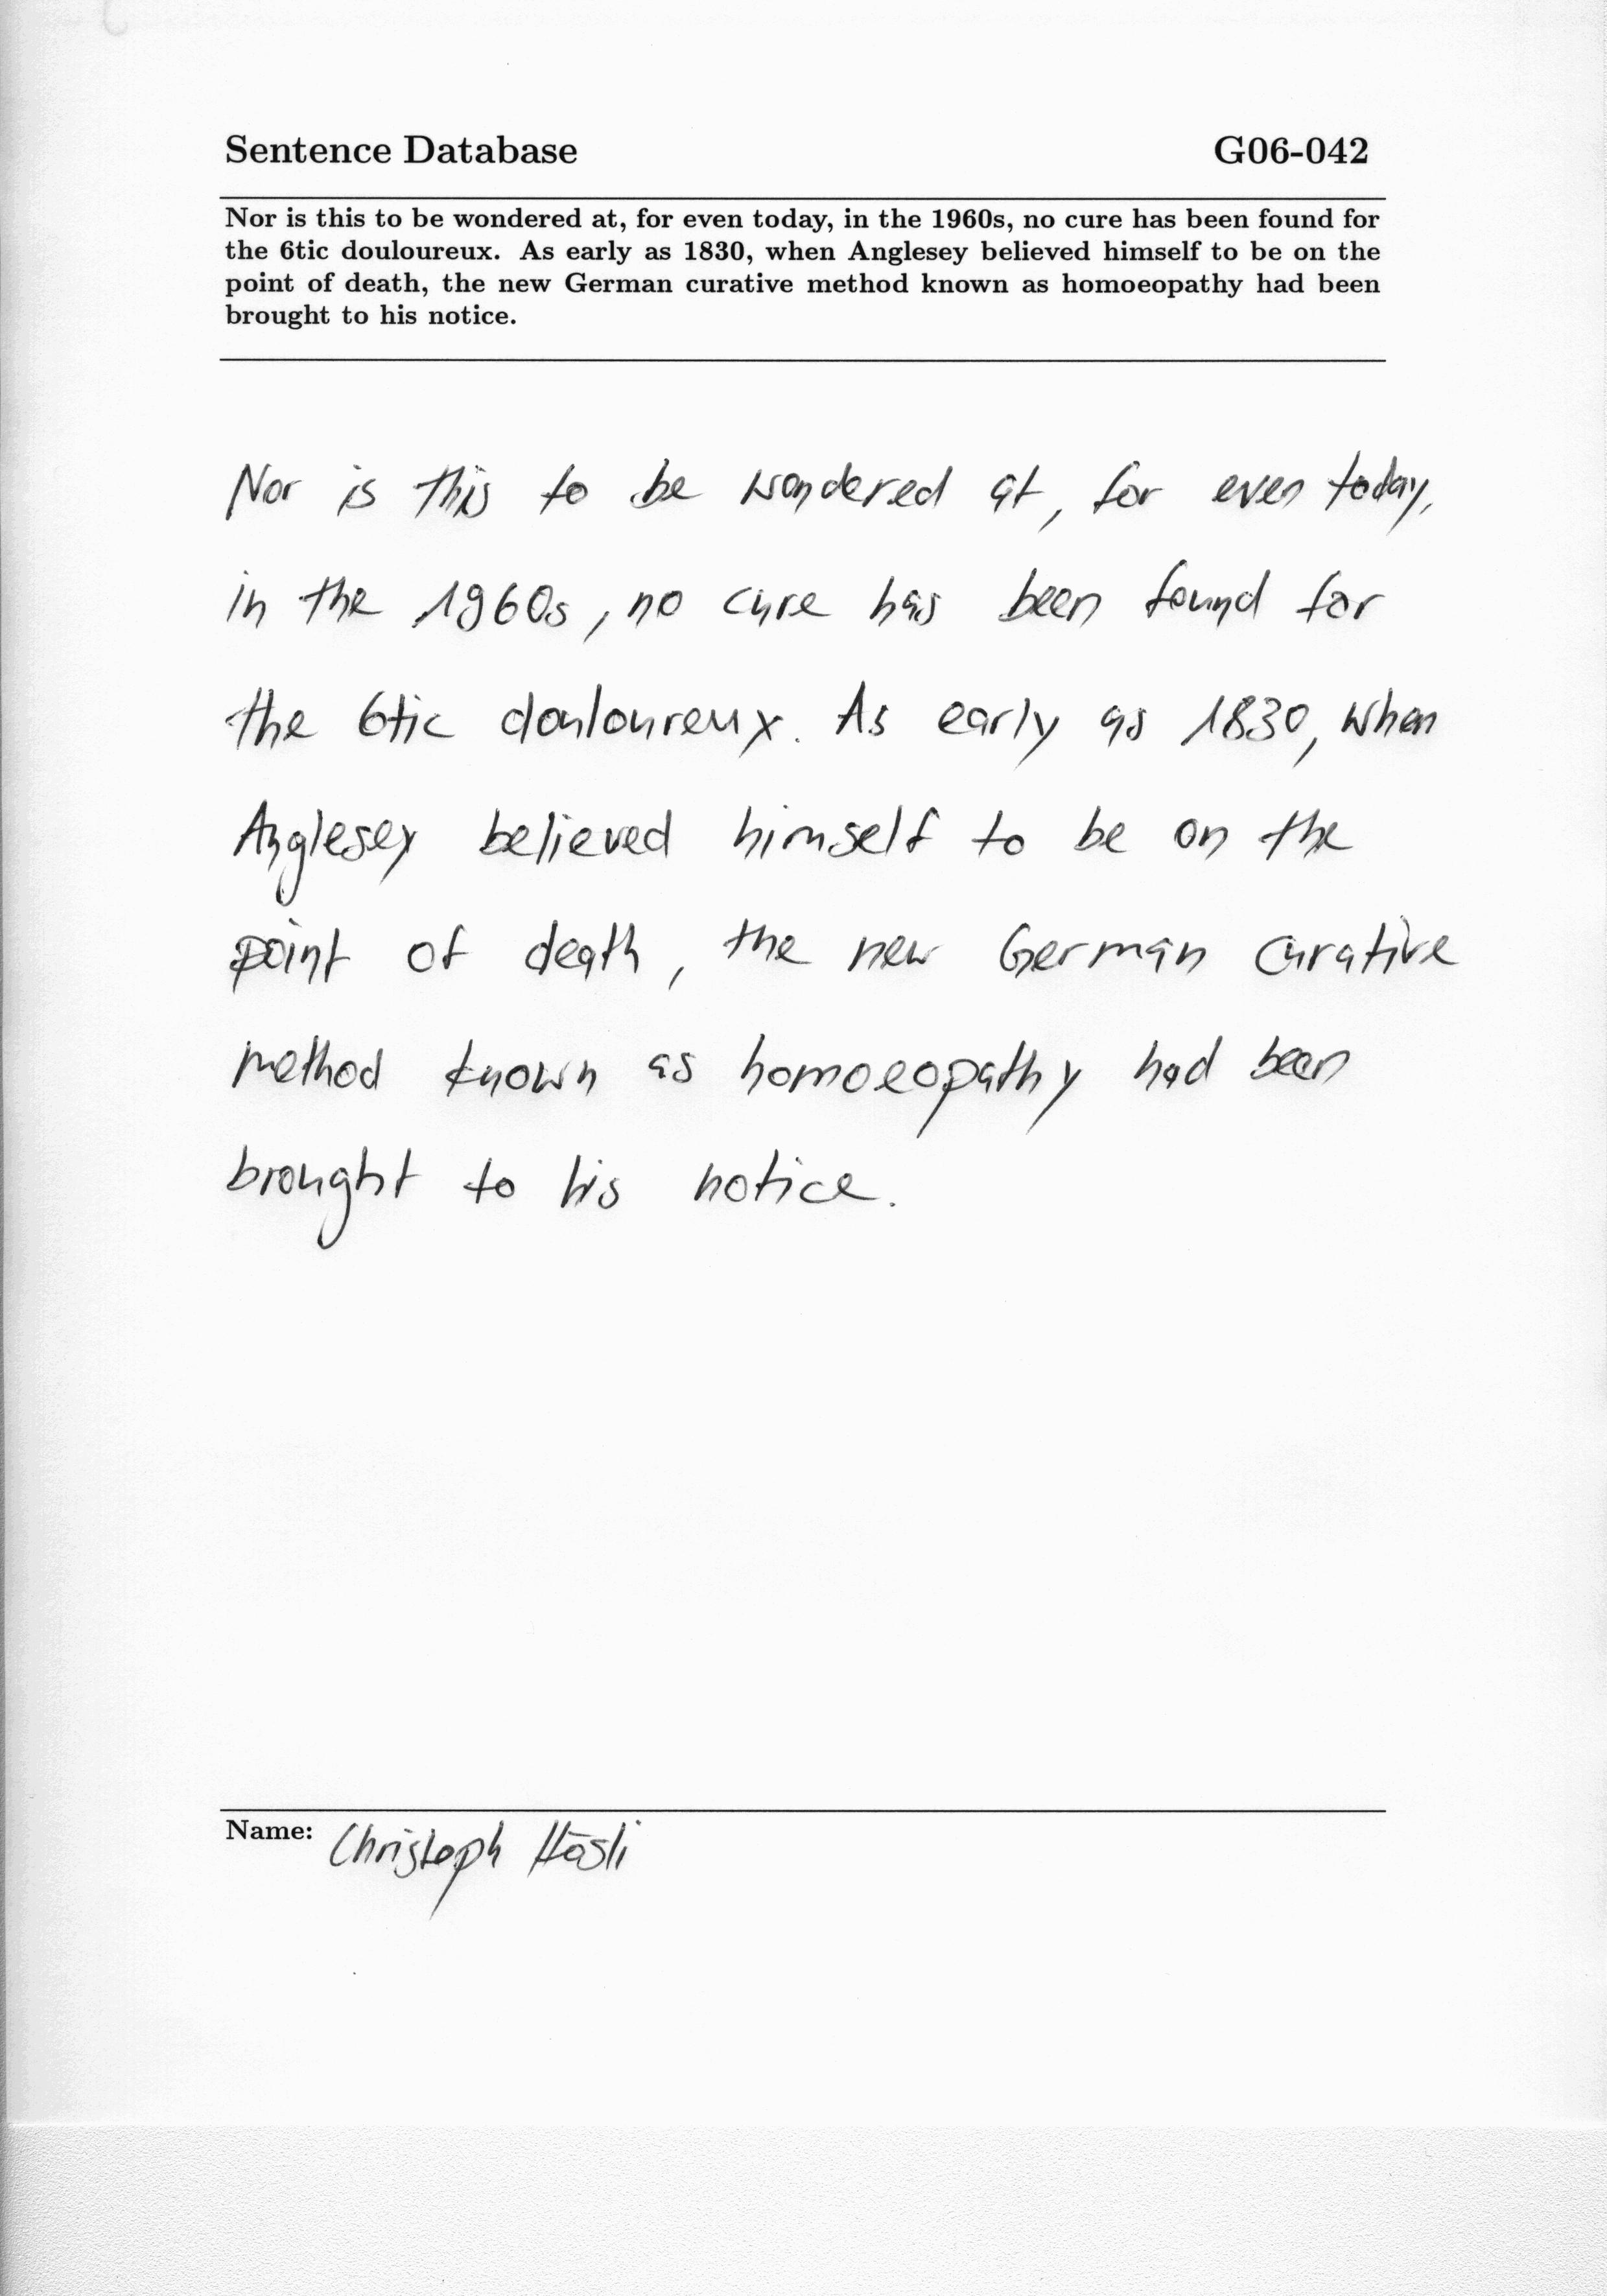 Sentence Database G06-042
Nor is this to be wondered at, for even today, in the 1960s, no cure has been found for
the 6tic douloureux. As early as 1830, when Anglesey believed himself to be on the
point of death, the new German curative method known as homoeopathy had been
brought to his notice.
Nor is this to be wondered at, for even today,
in the 1960s, no cure has been found for
the 6tic douloureux. As early as 1830, when
Anglesey believed himself to be on the
point of death, the new German curative
method known as homoeopathy had been
brought to his notice.
Name: Christoph Hösli